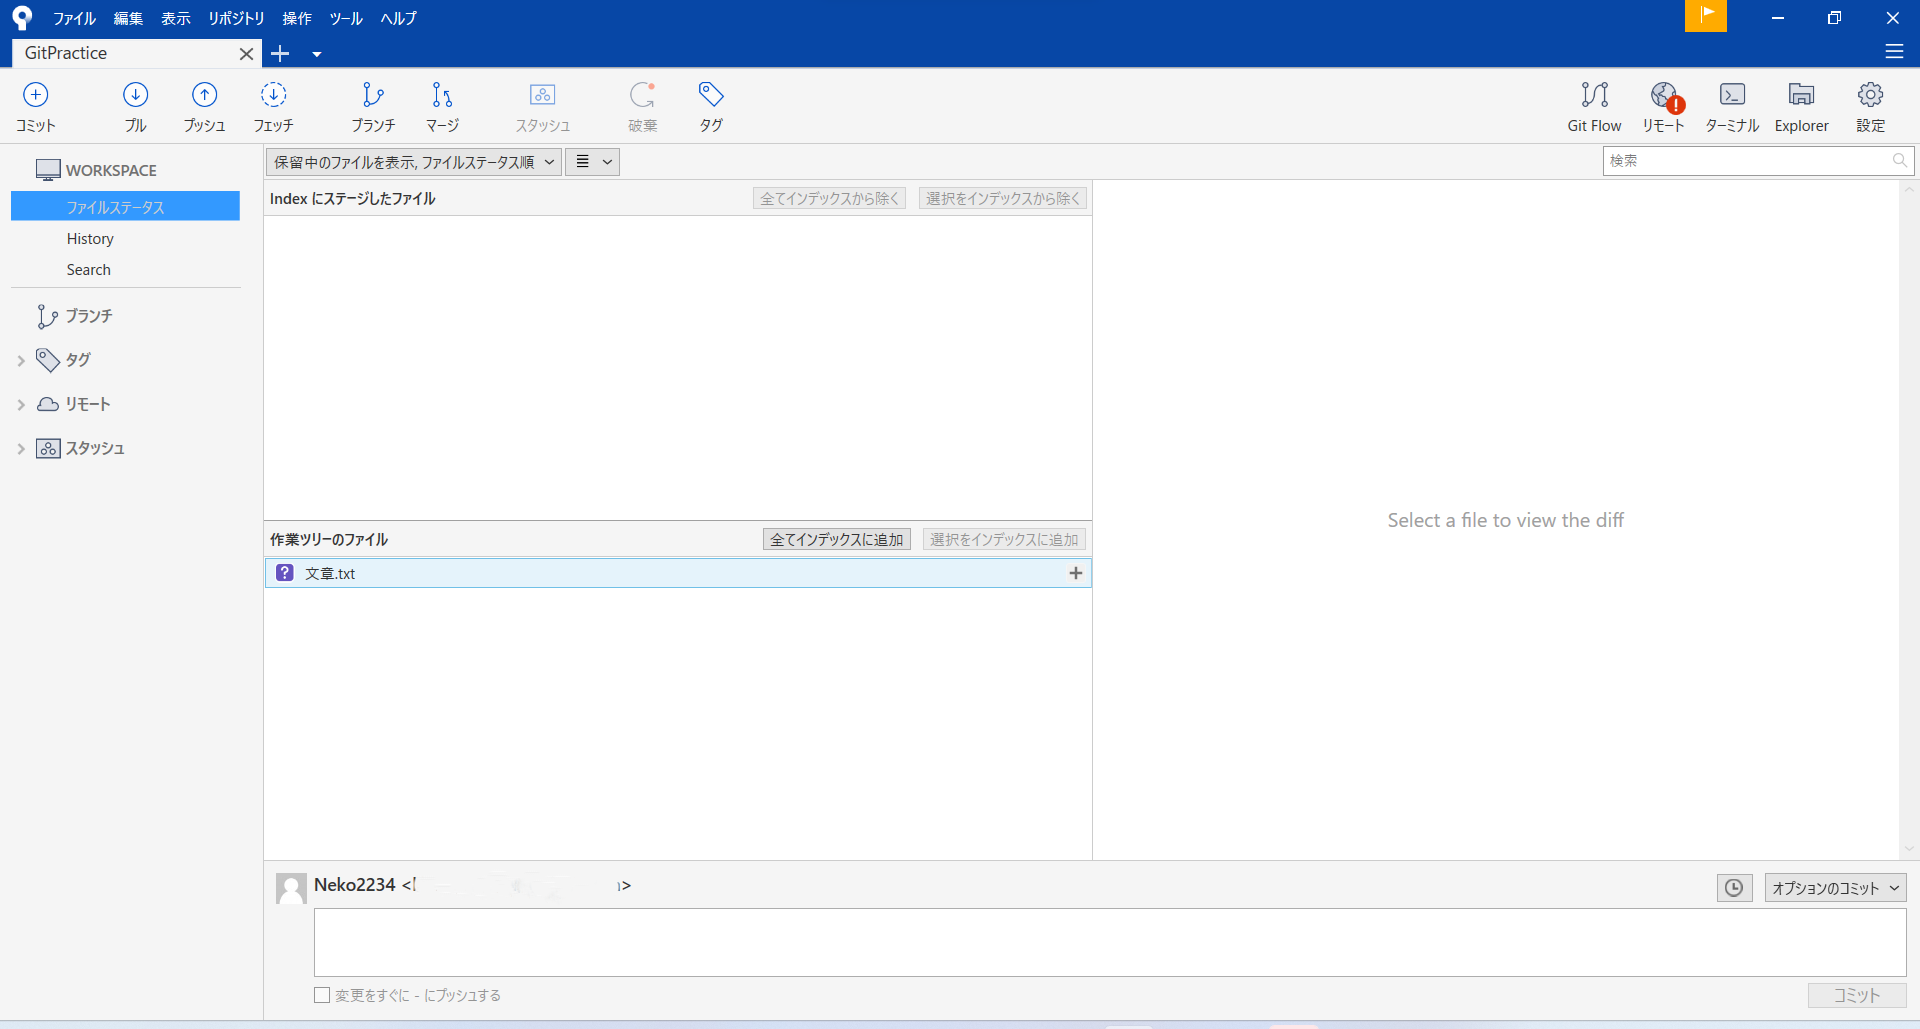 ファイル 編集 表示 リポジトリ 操作 ツール ヘルプ
GitPractice
コミット プル プッシュ フェッチ ブランチ マージ スタッシュ 破棄 タグ Git Flow リモート ターミナル Explorer 設定
WORKSPACE
ファイルステータス
History
Search
ブランチ
タグ
リモート
スタッシュ
保留中のファイルを表示, ファイルステータス順
検索
Index にステージしたファイル 全てインデックスから除く 選択をインデックスから除く
作業ツリーのファイル 全てインデックスに追加 選択をインデックスに追加
文章.txt
Select a file to view the diff
Neko2234 < >
オプションのコミット
変更をすぐに - にプッシュする
コミット